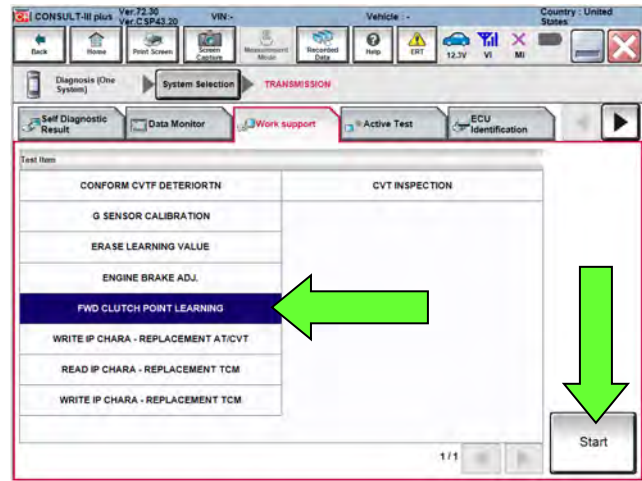 CONSULT-III plus
Ver.72.30
Ver.CSP43.20
VIN:-
Vehicle : -
Country : United States
Back
Home
Print Screen
Screen Capture
Measurement Mode
Recorded Data
Help
ERT
12.3V
VI
MI
Diagnosis (One System)
System Selection
TRANSMISSION
Self Diagnostic Result
Data Monitor
Work support
Active Test
ECU Identification
Test Item
CONFORM CVTF DETERIORTN
CVT INSPECTION
G SENSOR CALIBRATION
ERASE LEARNING VALUE
ENGINE BRAKE ADJ.
FWD CLUTCH POINT LEARNING
WRITE IP CHARA - REPLACEMENT AT/CVT
READ IP CHARA - REPLACEMENT TCM
WRITE IP CHARA - REPLACEMENT TCM
1/1
Start